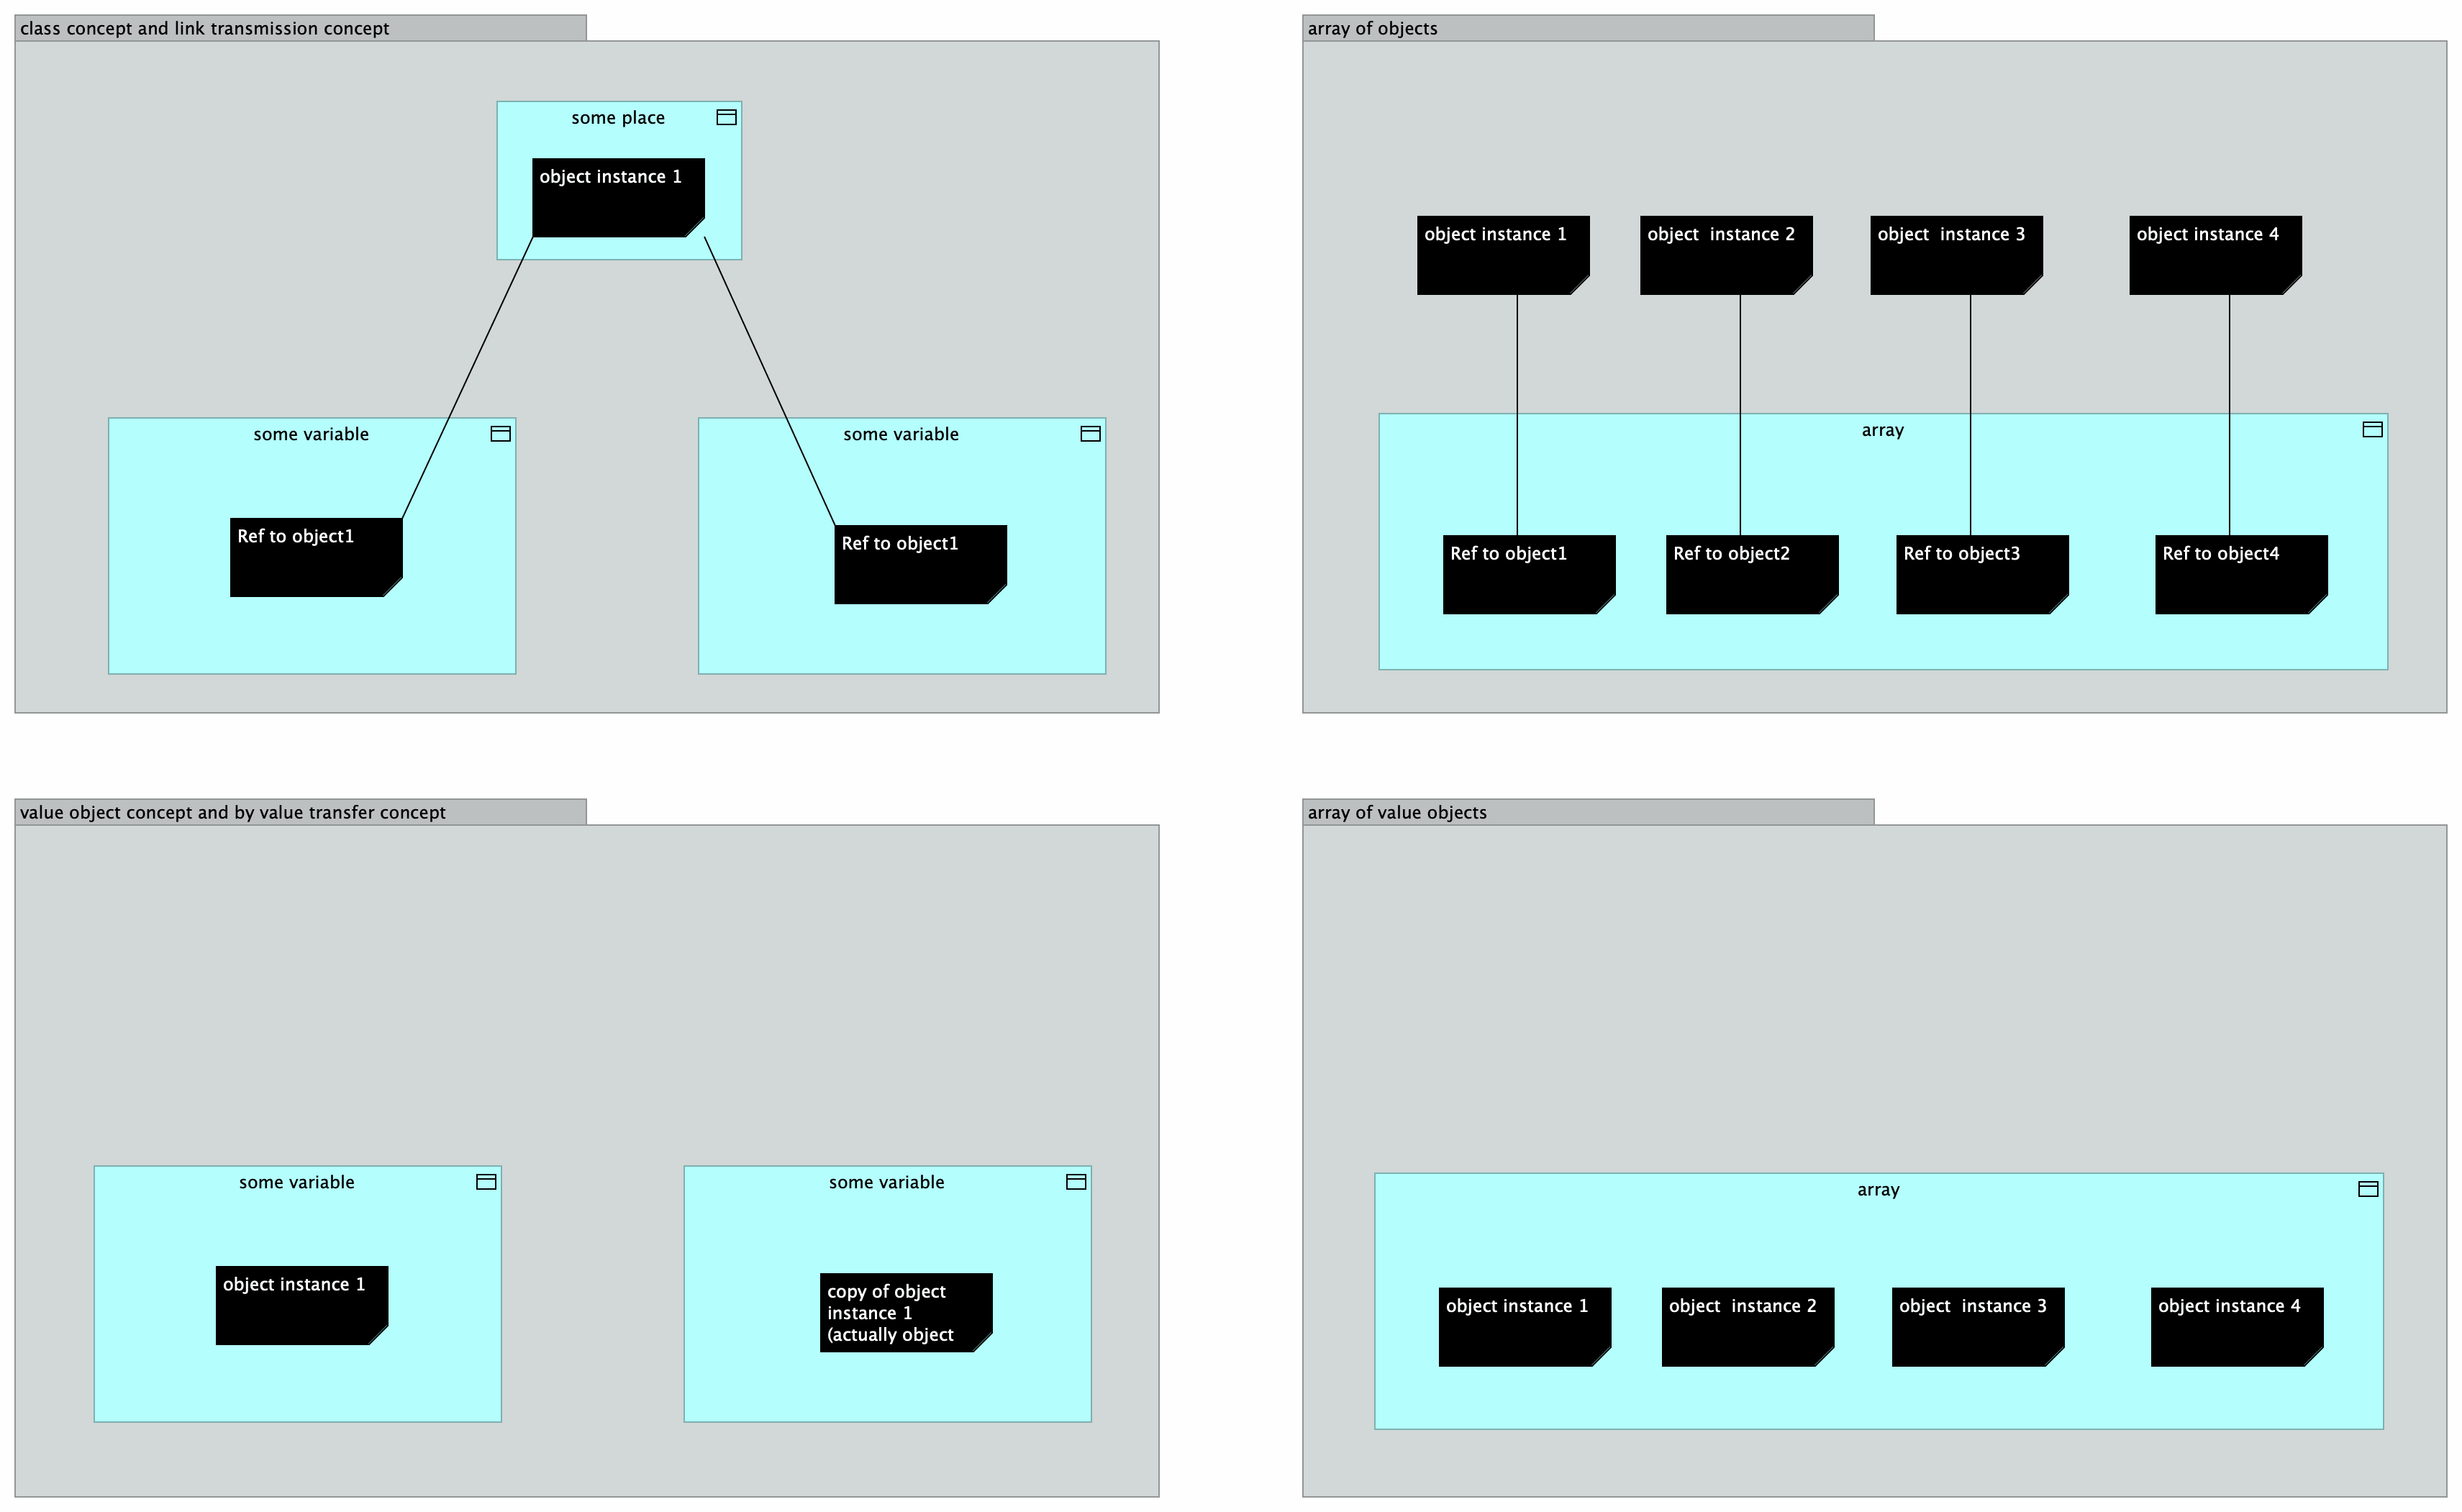 class concept and link transmission concept
some place
object instance 1
some variable
Ref to object1
some variable
Ref to object1
array of objects
object instance 1
object  instance 2
object  instance 3
object instance 4
array
Ref to object1
Ref to object2
Ref to object3
Ref to object4
value object concept and by value transfer concept
some variable
object instance 1
some variable
copy of object
instance 1
(actually object
array of value objects
array
object instance 1
object  instance 2
object  instance 3
object instance 4